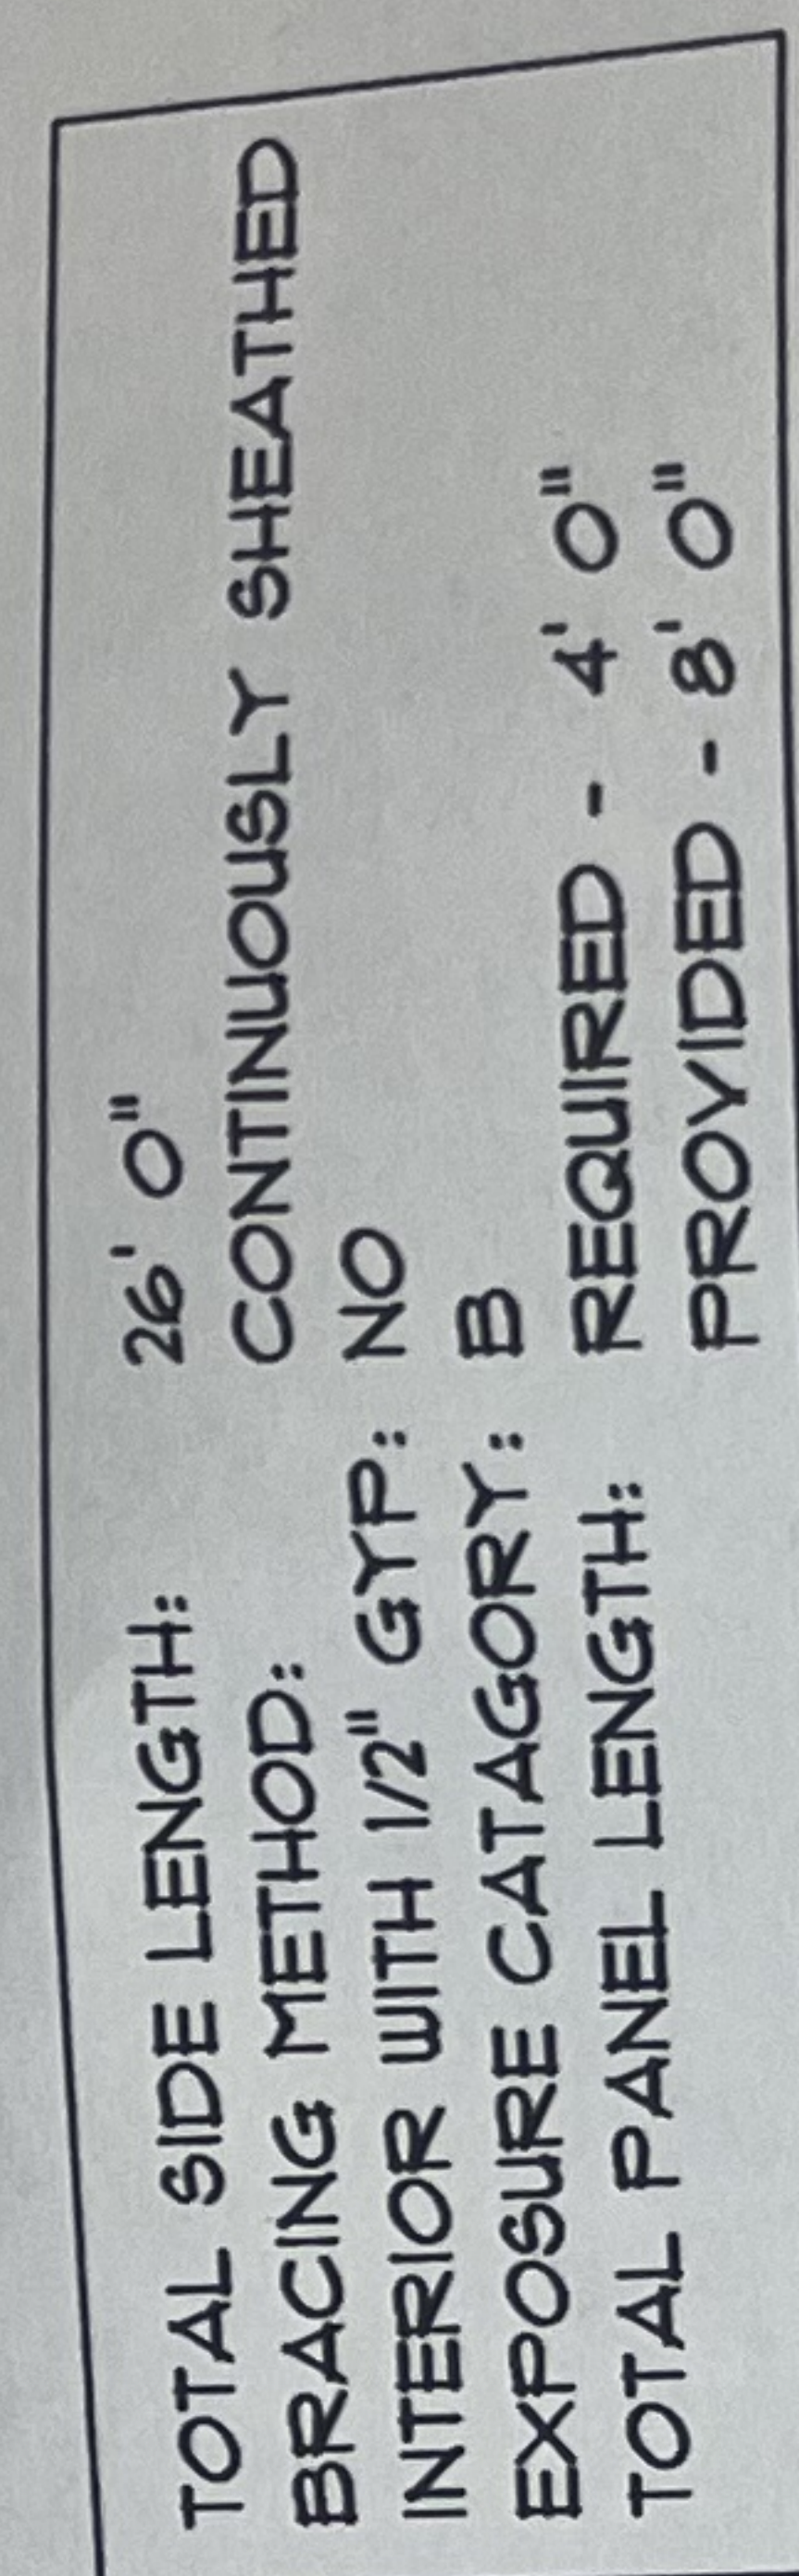 TOTAL SIDE LENGTH: 26' 0"
BRACING METHOD: CONTINUOUSLY SHEATHED
INTERIOR WITH 1/2" GYP: NO
EXPOSURE CATAGORY: B
TOTAL PANEL LENGTH: REQUIRED - 4' 0"
PROVIDED - 8' 0"